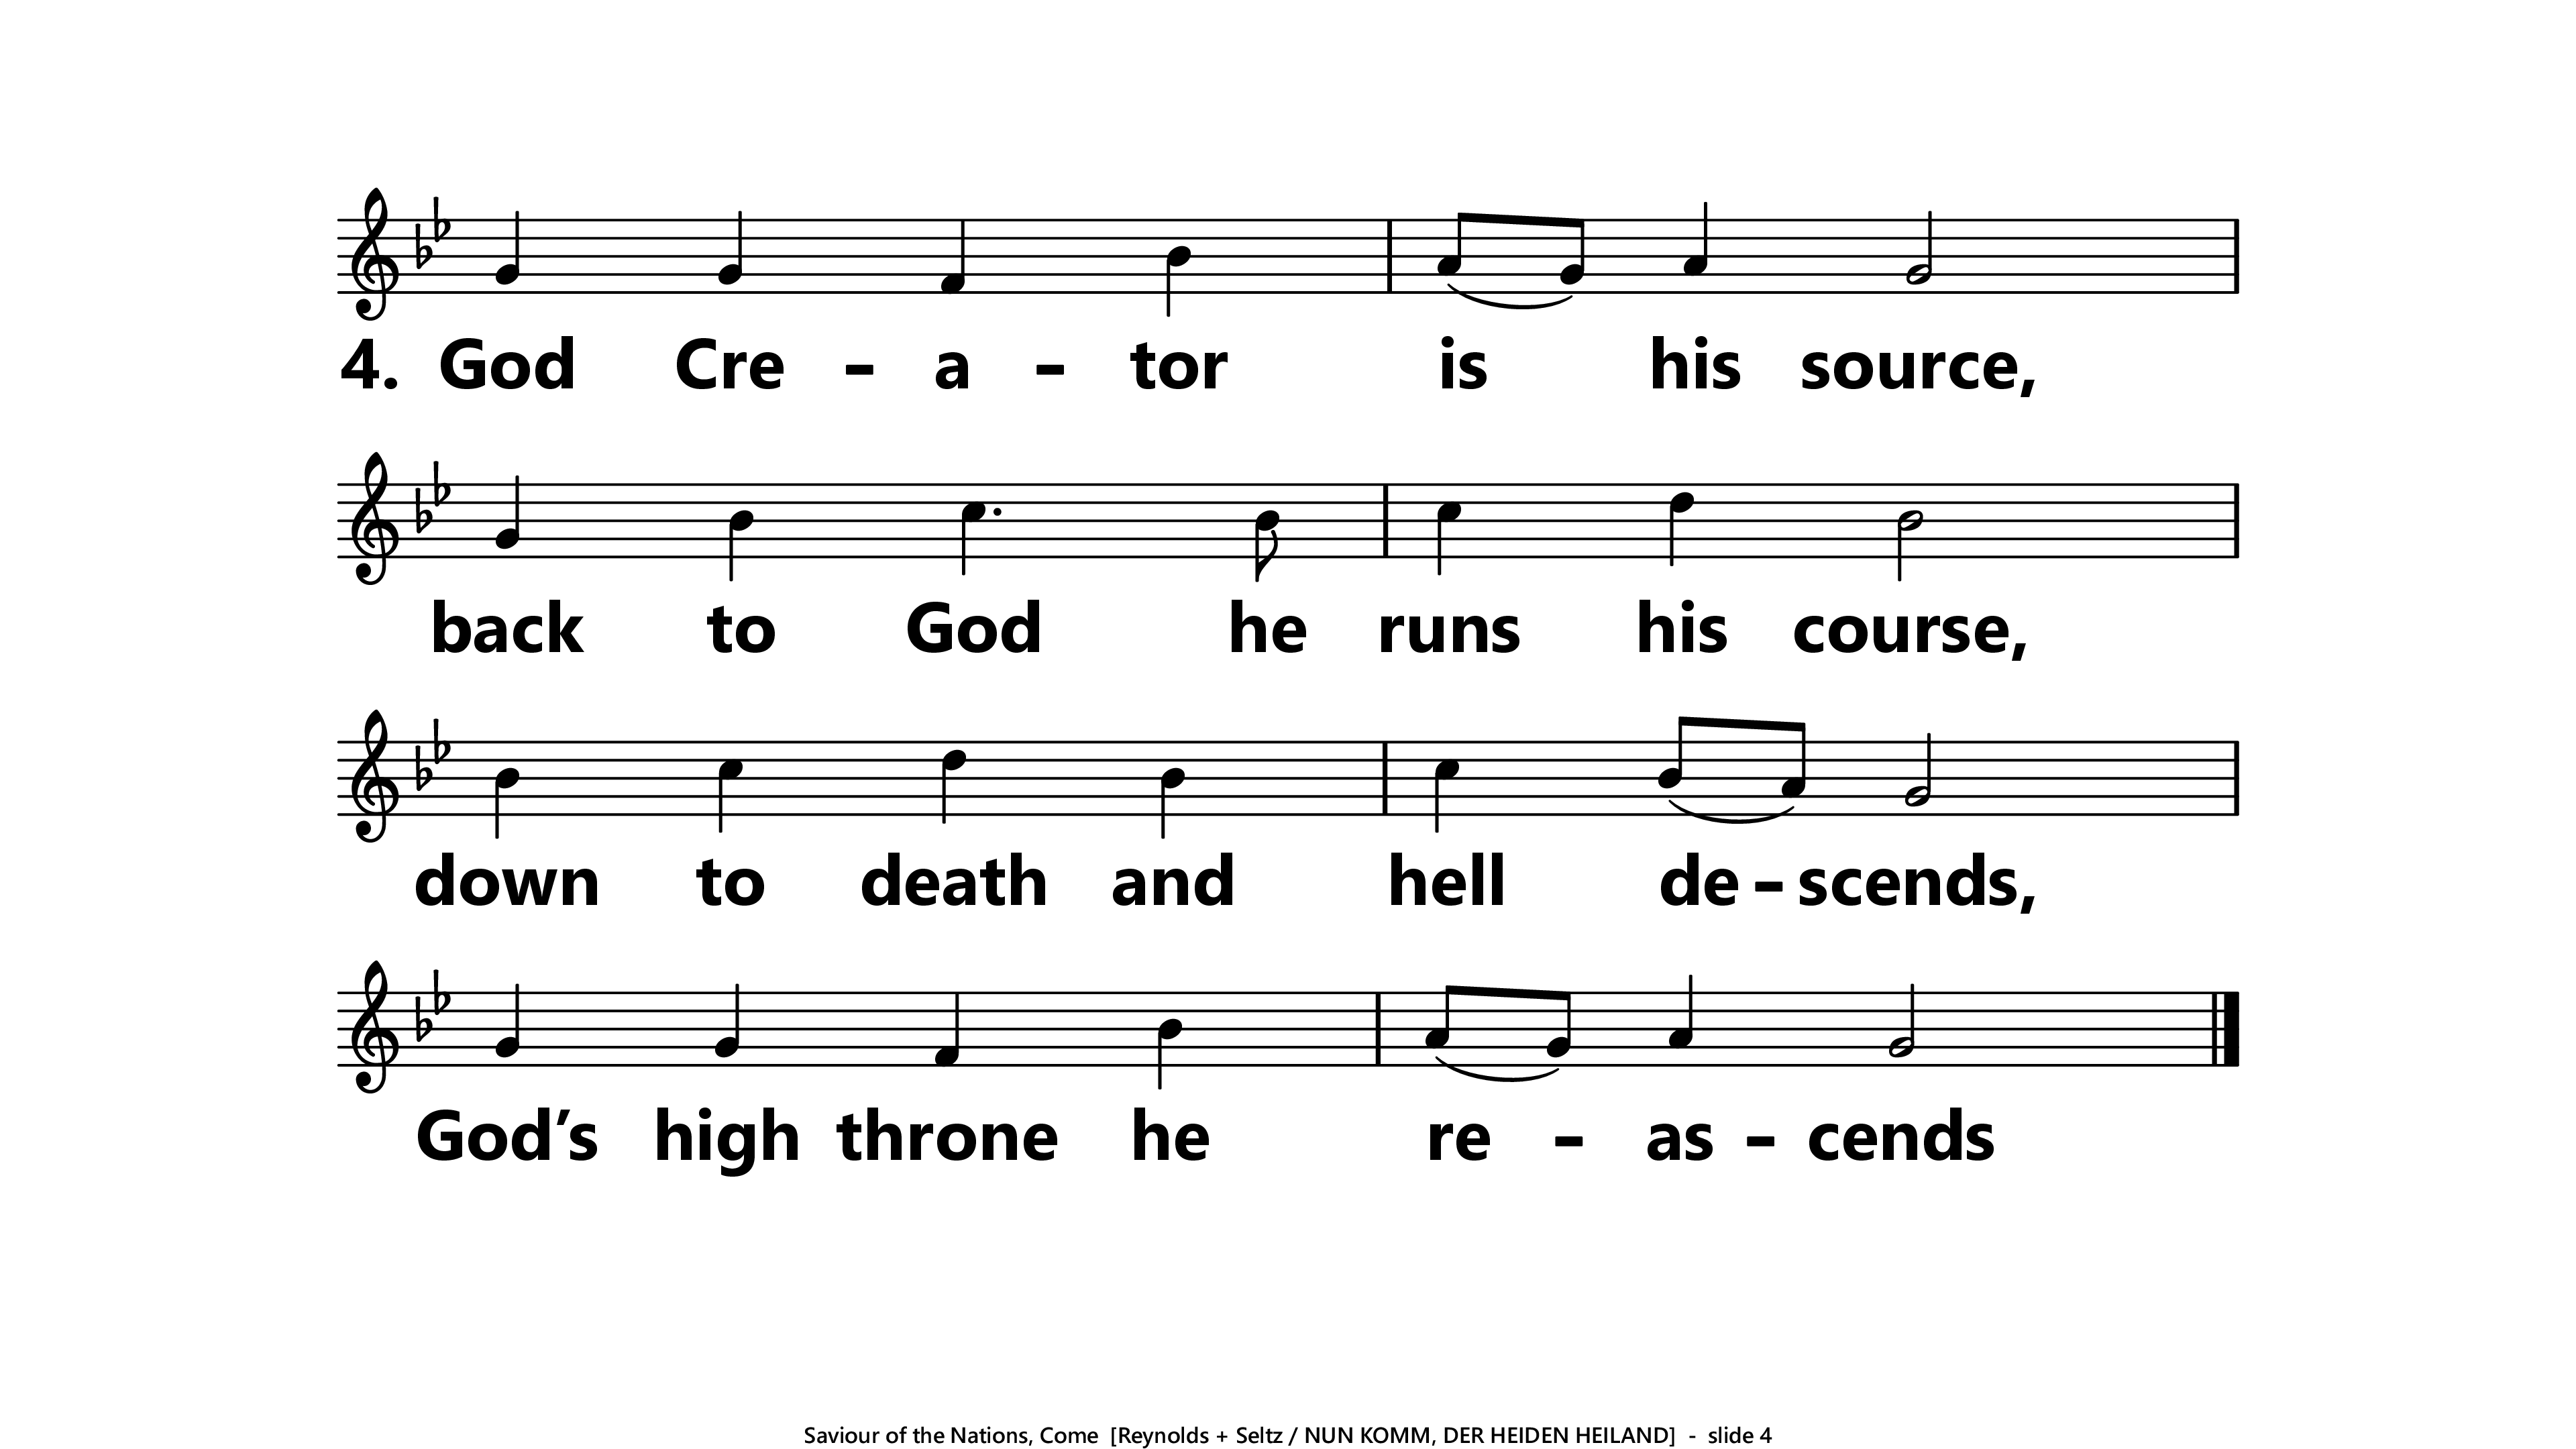 4. God Cre - a - tor is his source,
back to God he runs his course,
down to death and hell de - scends,
God’s high throne he re - as - cends
Saviour of the Nations, Come [Reynolds + Seltz / NUN KOMM, DER HEIDEN HEILAND] - slide 4